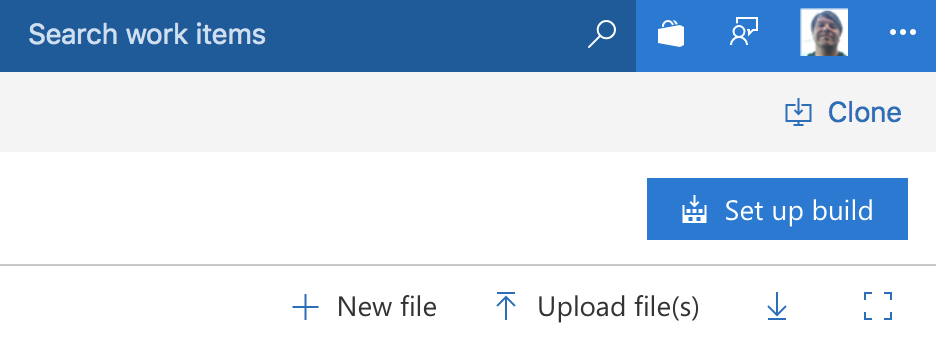 Search work items
Clone
Set up build
New file
Upload file(s)